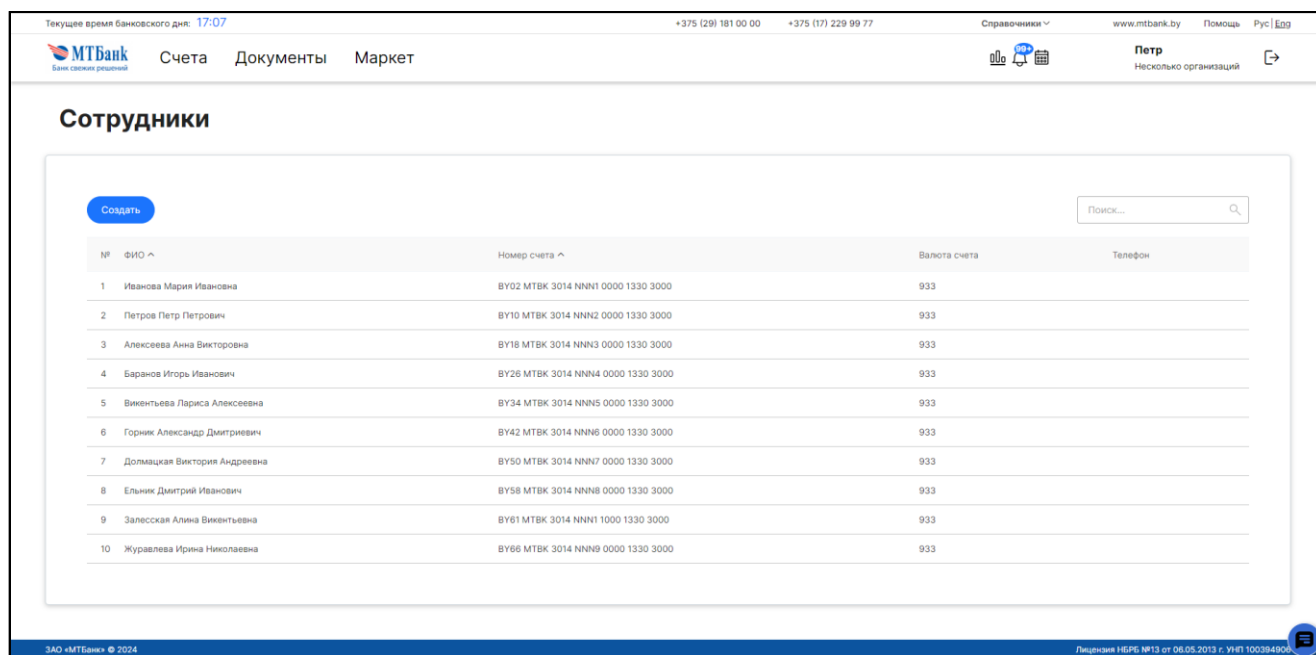 Текущее время банковского дня: 17:07 +375 (29) 181 00 00 +375 (17) 229 99 77 Справочники www.mtbank.by Помощь Рус | Eng
МТБанк Счета Документы Маркет 99+ Петр
Банк свежих решений Несколько организаций
Сотрудники
Создать Поиск...
№ ФИО Номер счета Валюта счета Телефон
1 Иванова Мария Ивановна BY02 MTBK 3014 NNN1 0000 1330 3000 933
2 Петров Петр Петрович BY10 MTBK 3014 NNN2 0000 1330 3000 933
3 Алексеева Анна Викторовна BY18 MTBK 3014 NNN3 0000 1330 3000 933
4 Баранов Игорь Иванович BY26 MTBK 3014 NNN4 0000 1330 3000 933
5 Викентьева Лариса Алексеевна BY34 MTBK 3014 NNN5 0000 1330 3000 933
6 Горник Александр Дмитриевич BY42 MTBK 3014 NNN6 0000 1330 3000 933
7 Долмацкая Виктория Андреевна BY50 MTBK 3014 NNN7 0000 1330 3000 933
8 Ельник Дмитрий Иванович BY58 MTBK 3014 NNN8 0000 1330 3000 933
9 Залесская Алина Викентьевна BY61 MTBK 3014 NNN1 1000 1330 3000 933
10 Журавлева Ирина Николаевна BY66 MTBK 3014 NNN9 0000 1330 3000 933
ЗАО «МТБанк» © 2024 Лицензия НБРБ №13 от 06.05.2013 г. УНП 100394906